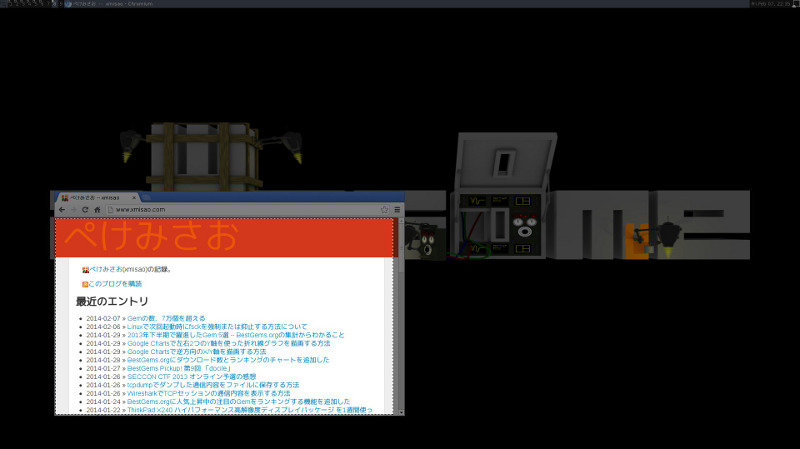 ぺけみさお — xmisao - Chromium
ぺけみさお – xmisao
www.xmisao.com
ぺけみさお
ぺけみさお(xmisao)の記録。
このブログを購読
最近のエントリ
2014-02-07 » Gemの数、7万個を超える
2014-02-06 » Linuxで次回起動時にfsckを強制または抑止する方法について
2014-01-29 » 2013年下半期で躍進したGem 5選 – BestGems.orgの集計からわかること
2014-01-29 » Google Chartsで左右2つのY軸を使った折れ線グラフを描画する方法
2014-01-29 » Google Chartsで逆方向のX/Y軸を描画する方法
2014-01-28 » BestGems.orgにダウンロード数とランキングのチャートを追加した
2014-01-27 » BestGems Pickup! 第9回 「docile」
2014-01-26 » SECCON CTF 2013 オンライン予選の感想
2014-01-26 » tcpdumpでダンプした通信内容をファイルに保存する方法
2014-01-26 » WiresharkでTCPセッションの通信内容を表示する方法
2014-01-24 » BestGems.orgに人気上昇中の注目のGemをランキングする機能を追加した
2014-01-22 » ThinkPad X240 ハイパフォーマンス高解像度ディスプレイパッケージ を1週間使っ